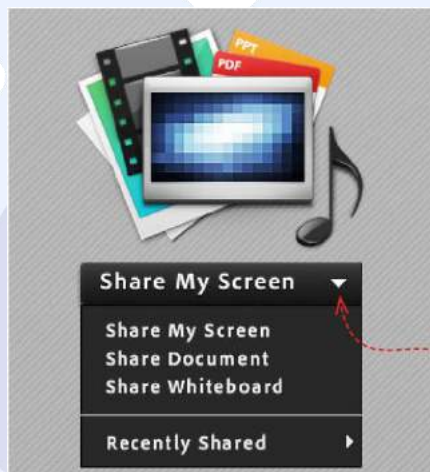 PPT
PDF
Share My Screen
Share My Screen
Share Document
Share Whiteboard
Recently Shared